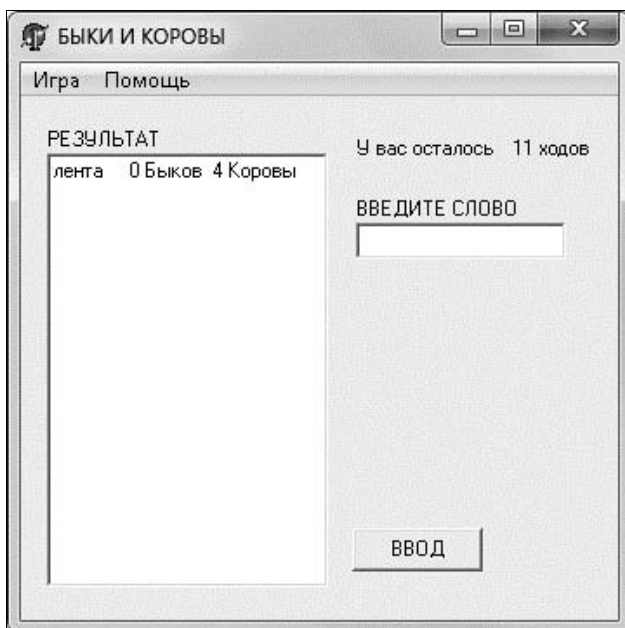 БЫКИ И КОРОВЫ
Игра Помощь
РЕЗУЛЬТАТ
У вас осталось 11 ходов
лента 0 Быков 4 Коровы
ВВЕДИТЕ СЛОВО
ВВОД